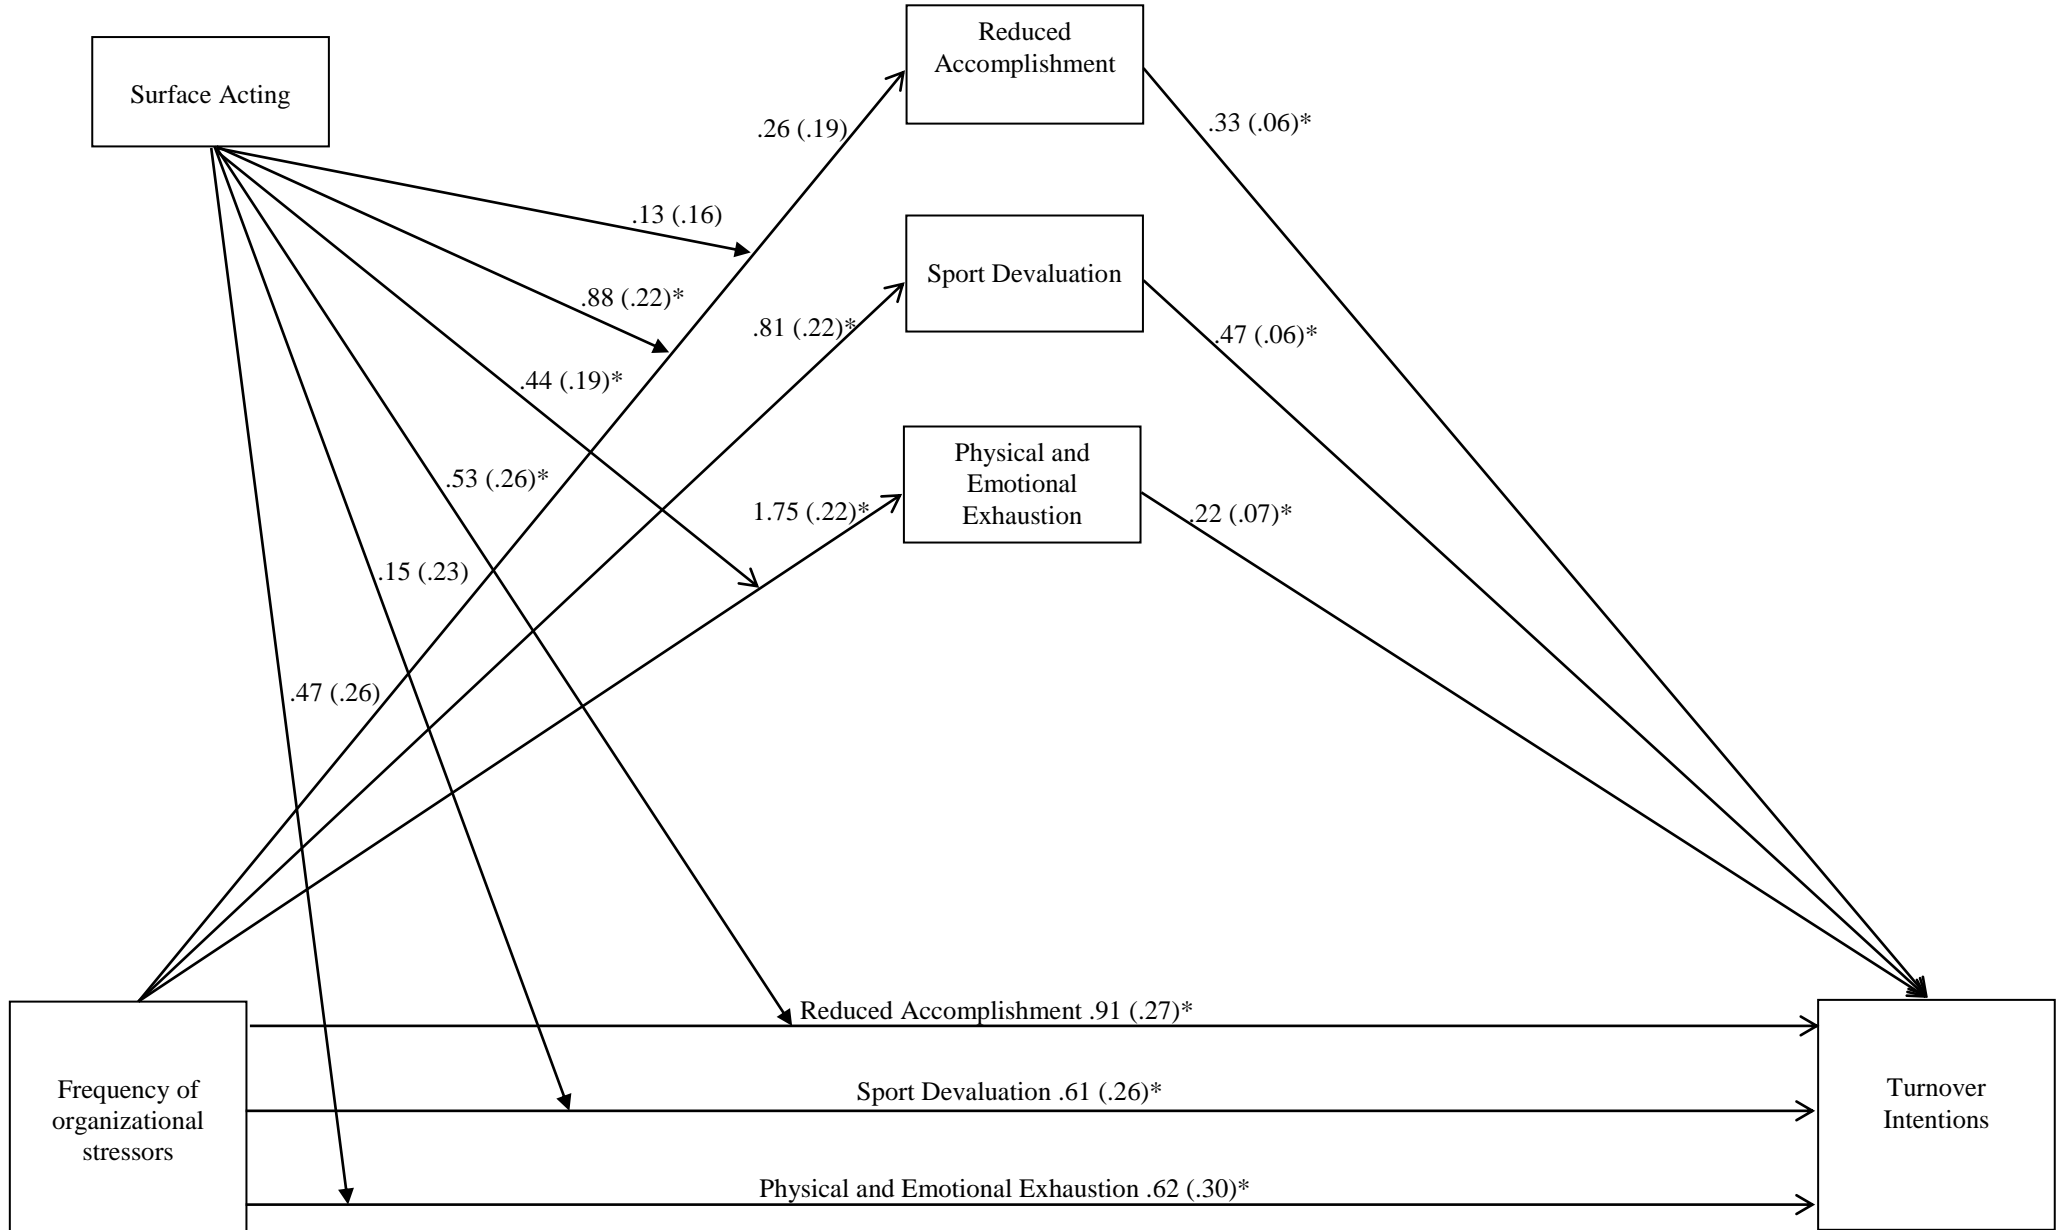 Reduced
Accomplishment
Surface Acting
.26 (.19)
.33 (.06)*
.13 (.16)
Sport Devaluation
.88 (.22)*
.81 (.22)*
.47 (.06)*
.44 (.19)*
Physical and
Emotional
Exhaustion
.53 (.26)*
1.75 (.22)*
.22 (.07)*
.15 (.23)
.47 (.26)
Reduced Accomplishment .91 (.27)*
Frequency of
organizational
stressors
Sport Devaluation .61 (.26)*
Turnover
Intentions
Physical and Emotional Exhaustion .62 (.30)*